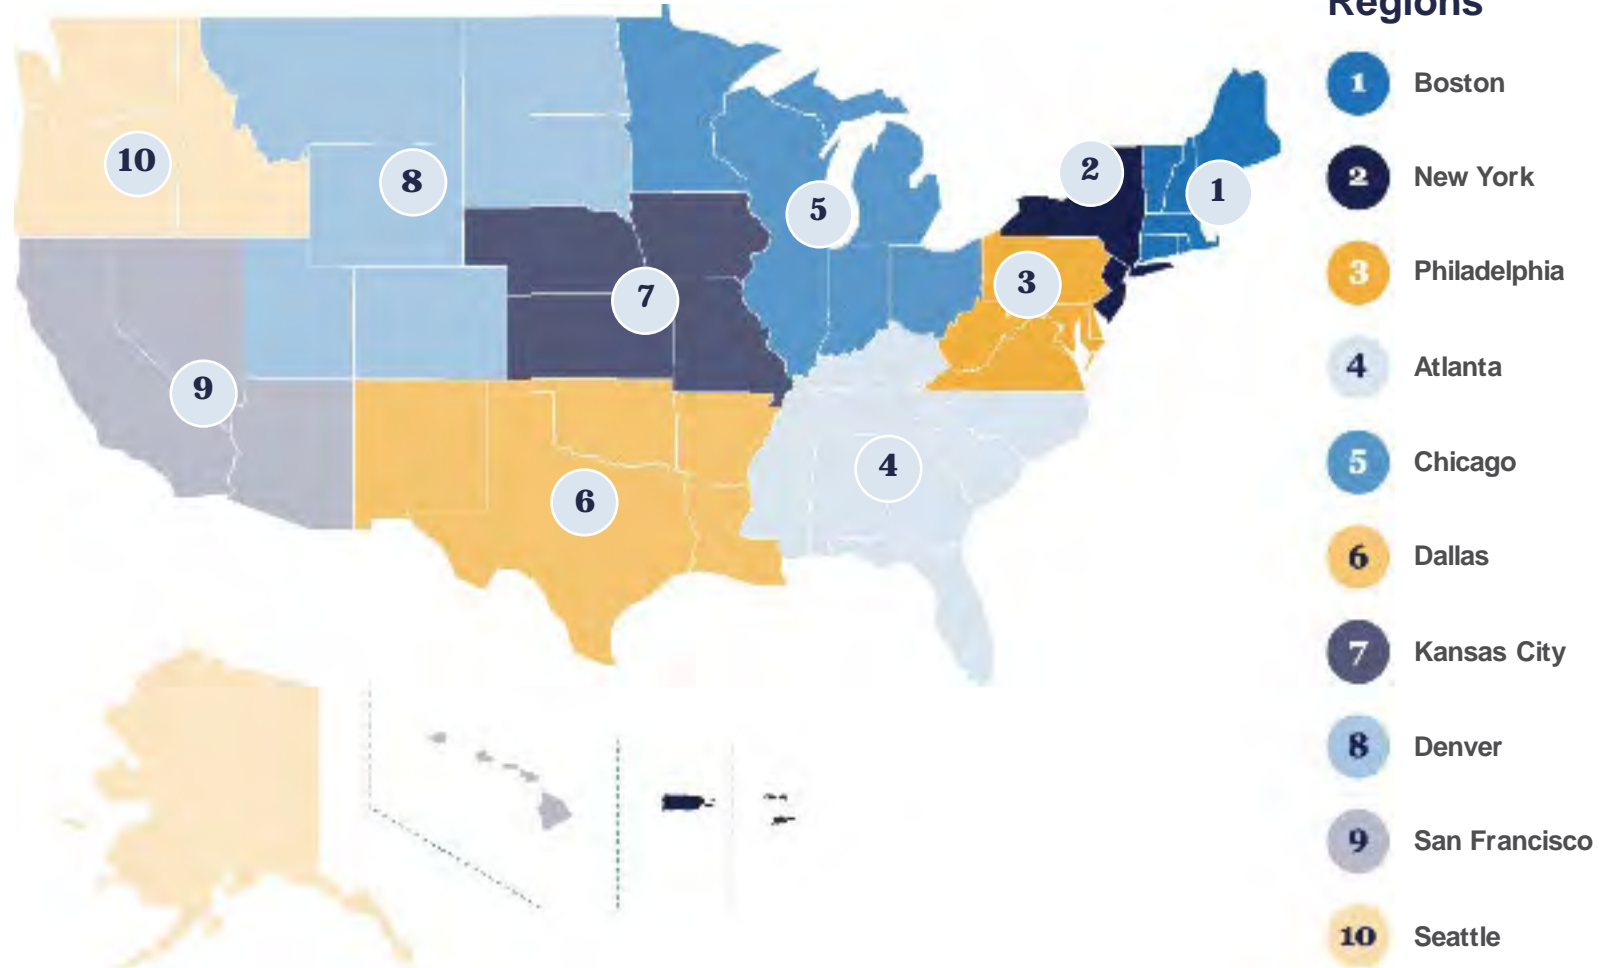 Regions
1 Boston
2 New York
3 Philadelphia
4 Atlanta
5 Chicago
6 Dallas
7 Kansas City
8 Denver
9 San Francisco
10 Seattle
10
8
5
2
1
3
7
9
4
6